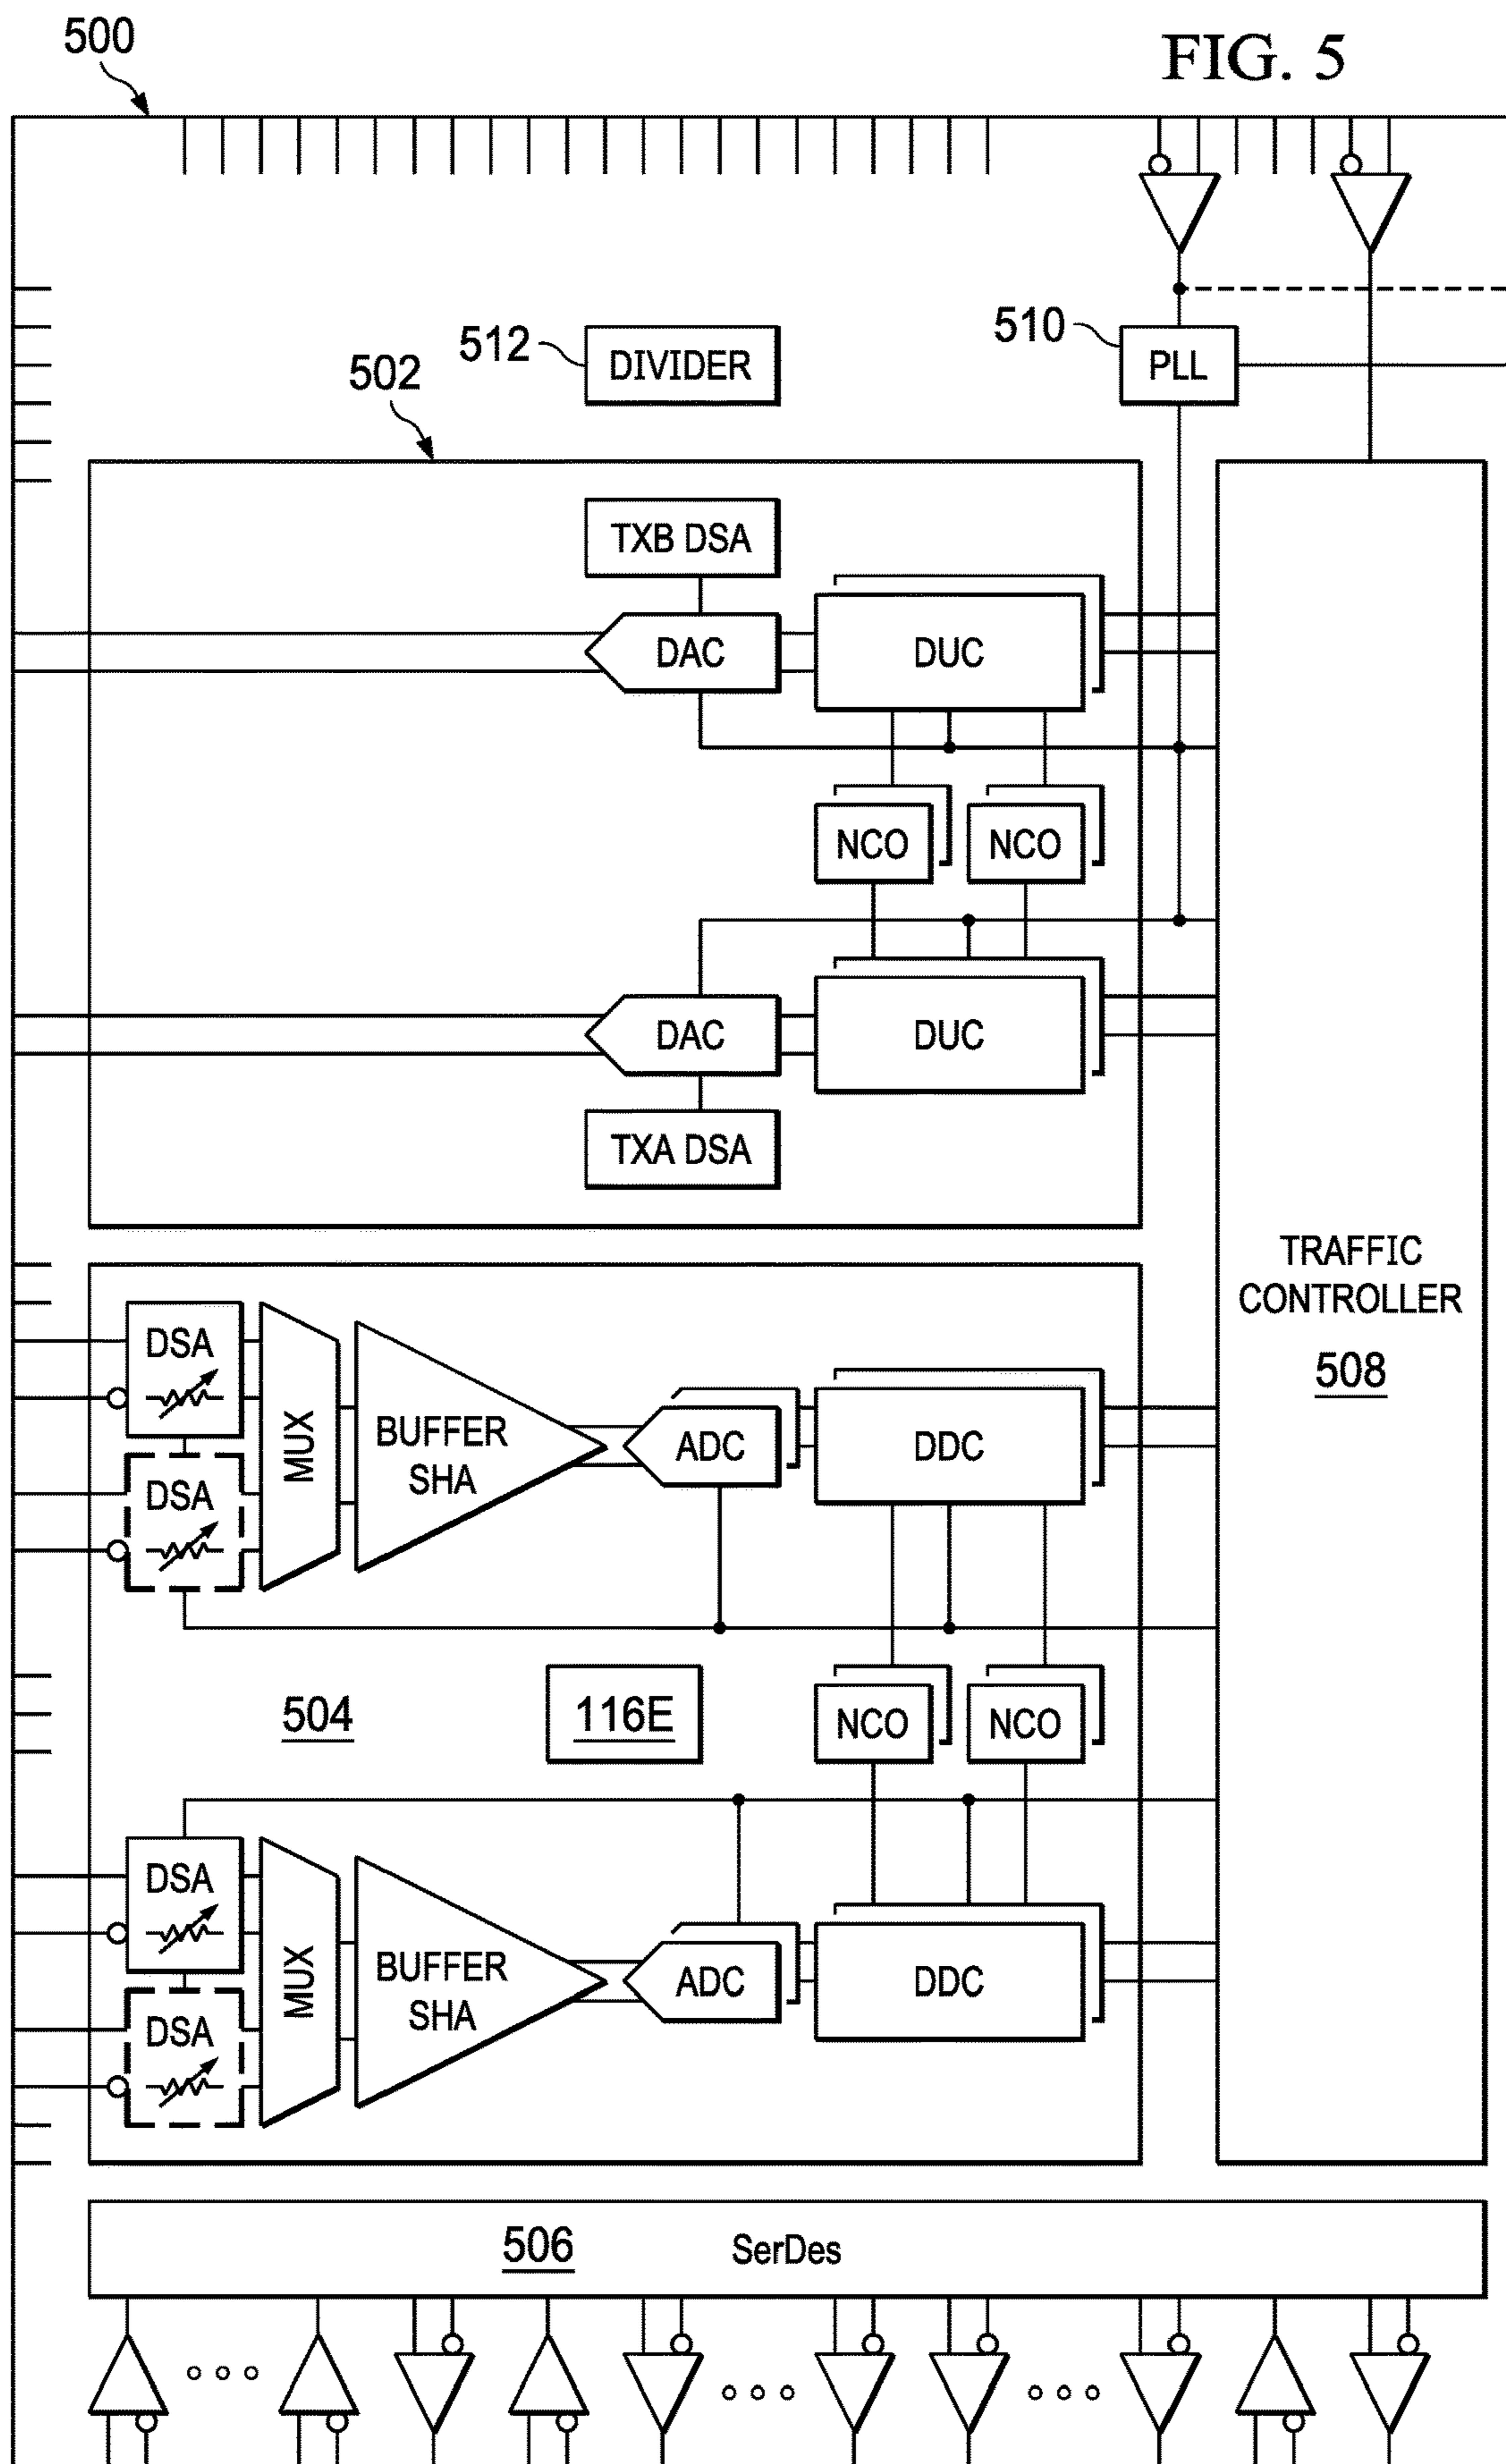 500
FIG. 5
512
DIVIDER
510
PLL
502
TXB DSA
DAC
DUC
NCO
NCO
DAC
DUC
TXA DSA
TRAFFIC
CONTROLLER
508
DSA
DSA
MUX
BUFFER
SHA
ADC
DDC
504
116E
NCO
NCO
DSA
DSA
MUX
BUFFER
SHA
ADC
DDC
506
SerDes